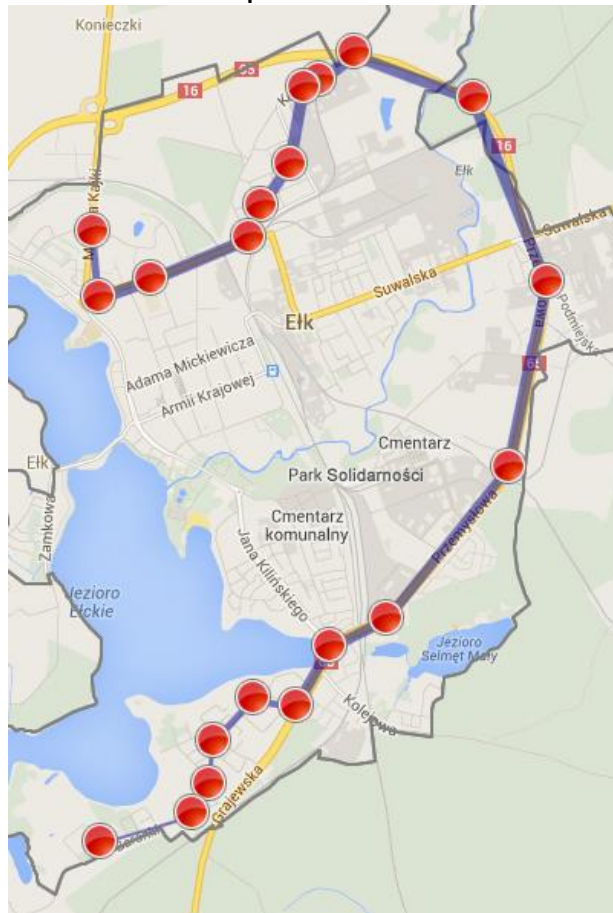 Konieczki
65
16
16
Ełk
Suwalska
Suwalska
Podmiejska
Ełk
Adama Mickiewicza
Armii Krajowej
65
Cmentarz
Ełk
Park Solidarności
Zamkowa
Cmentarz
komunalny
Przemysłowa
Jana Kilińskiego
Jezioro
Ełckie
Jezioro
Selmęt Mały
65
Kolejowa
Grajewska